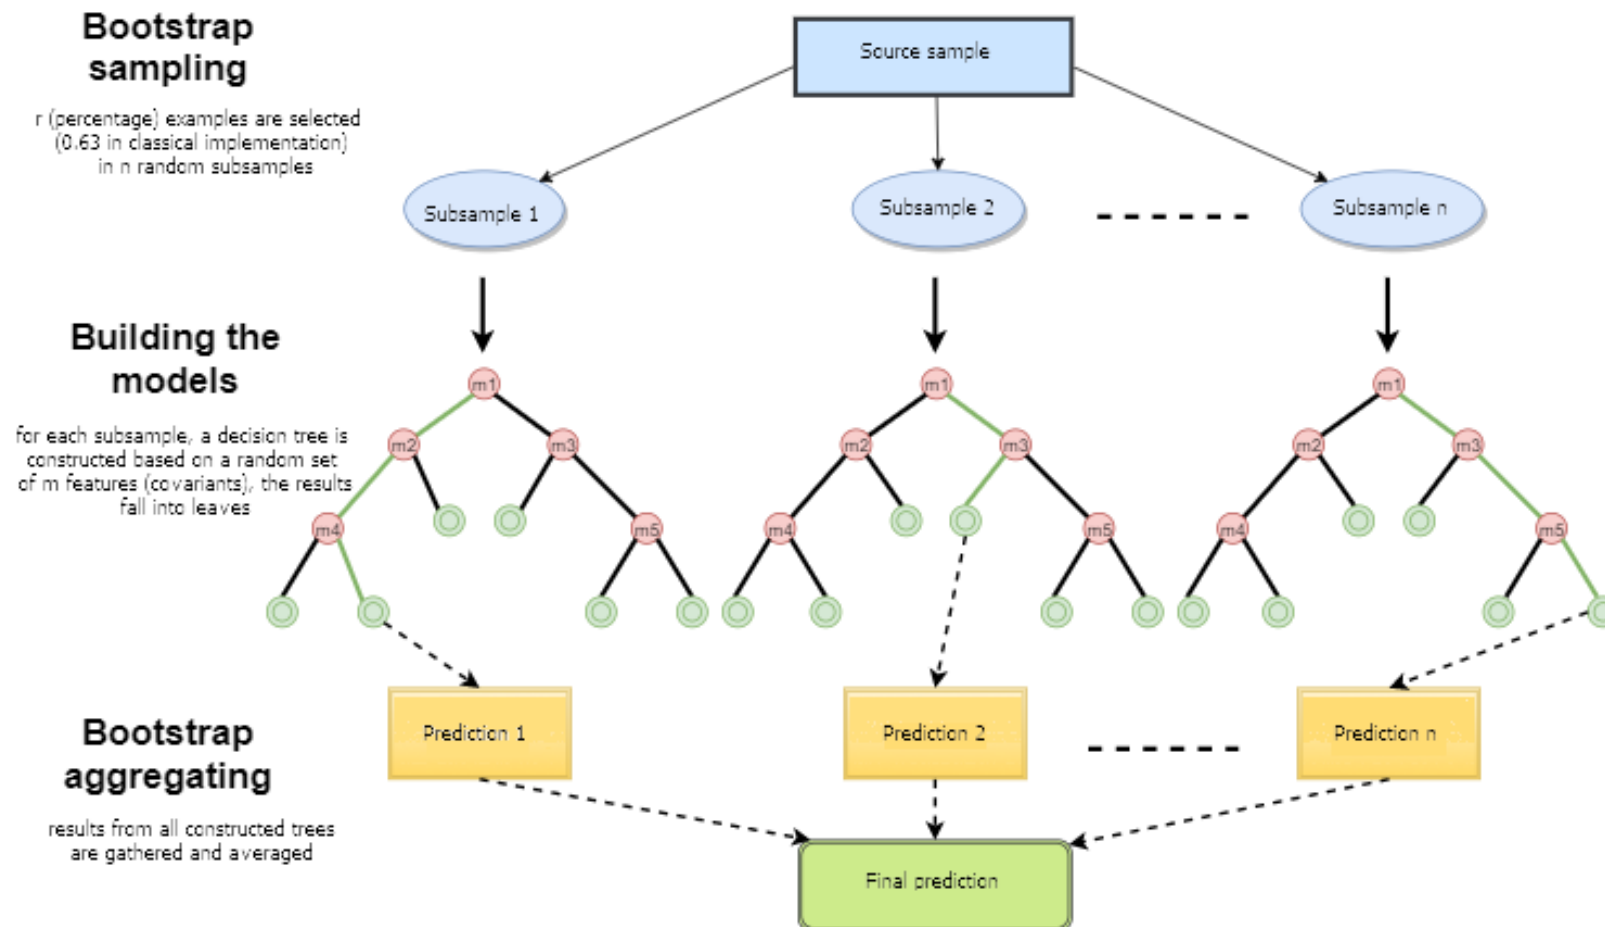 Bootstrap
sampling
r (percentage) examples are selected
(0.63 in classical implementation)
in n random subsamples
Source sample
Subsample 1
Subsample 2
Subsample n
Building the
models
for each subsample, a decision tree is
constructed based on a random set
of m features (covariants), the results
fall into leaves
m1
m2
m3
m4
m5
m1
m2
m3
m4
m5
m1
m2
m3
m4
m5
Bootstrap
aggregating
results from all constructed trees
are gathered and averaged
Prediction 1
Prediction 2
Prediction n
Final prediction